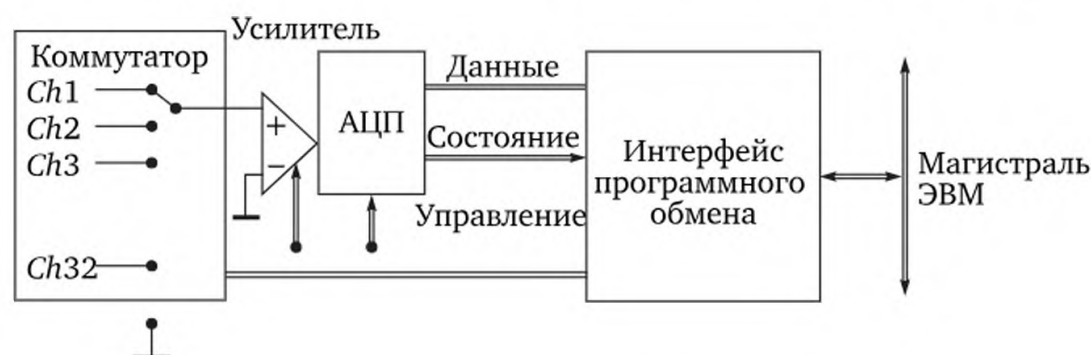 Усилитель
Коммутатор
Ch1
Ch2
Ch3
Ch32
+
−
АЦП
Данные
Состояние
Управление
Интерфейс
программного
обмена
Магистраль
ЭВМ